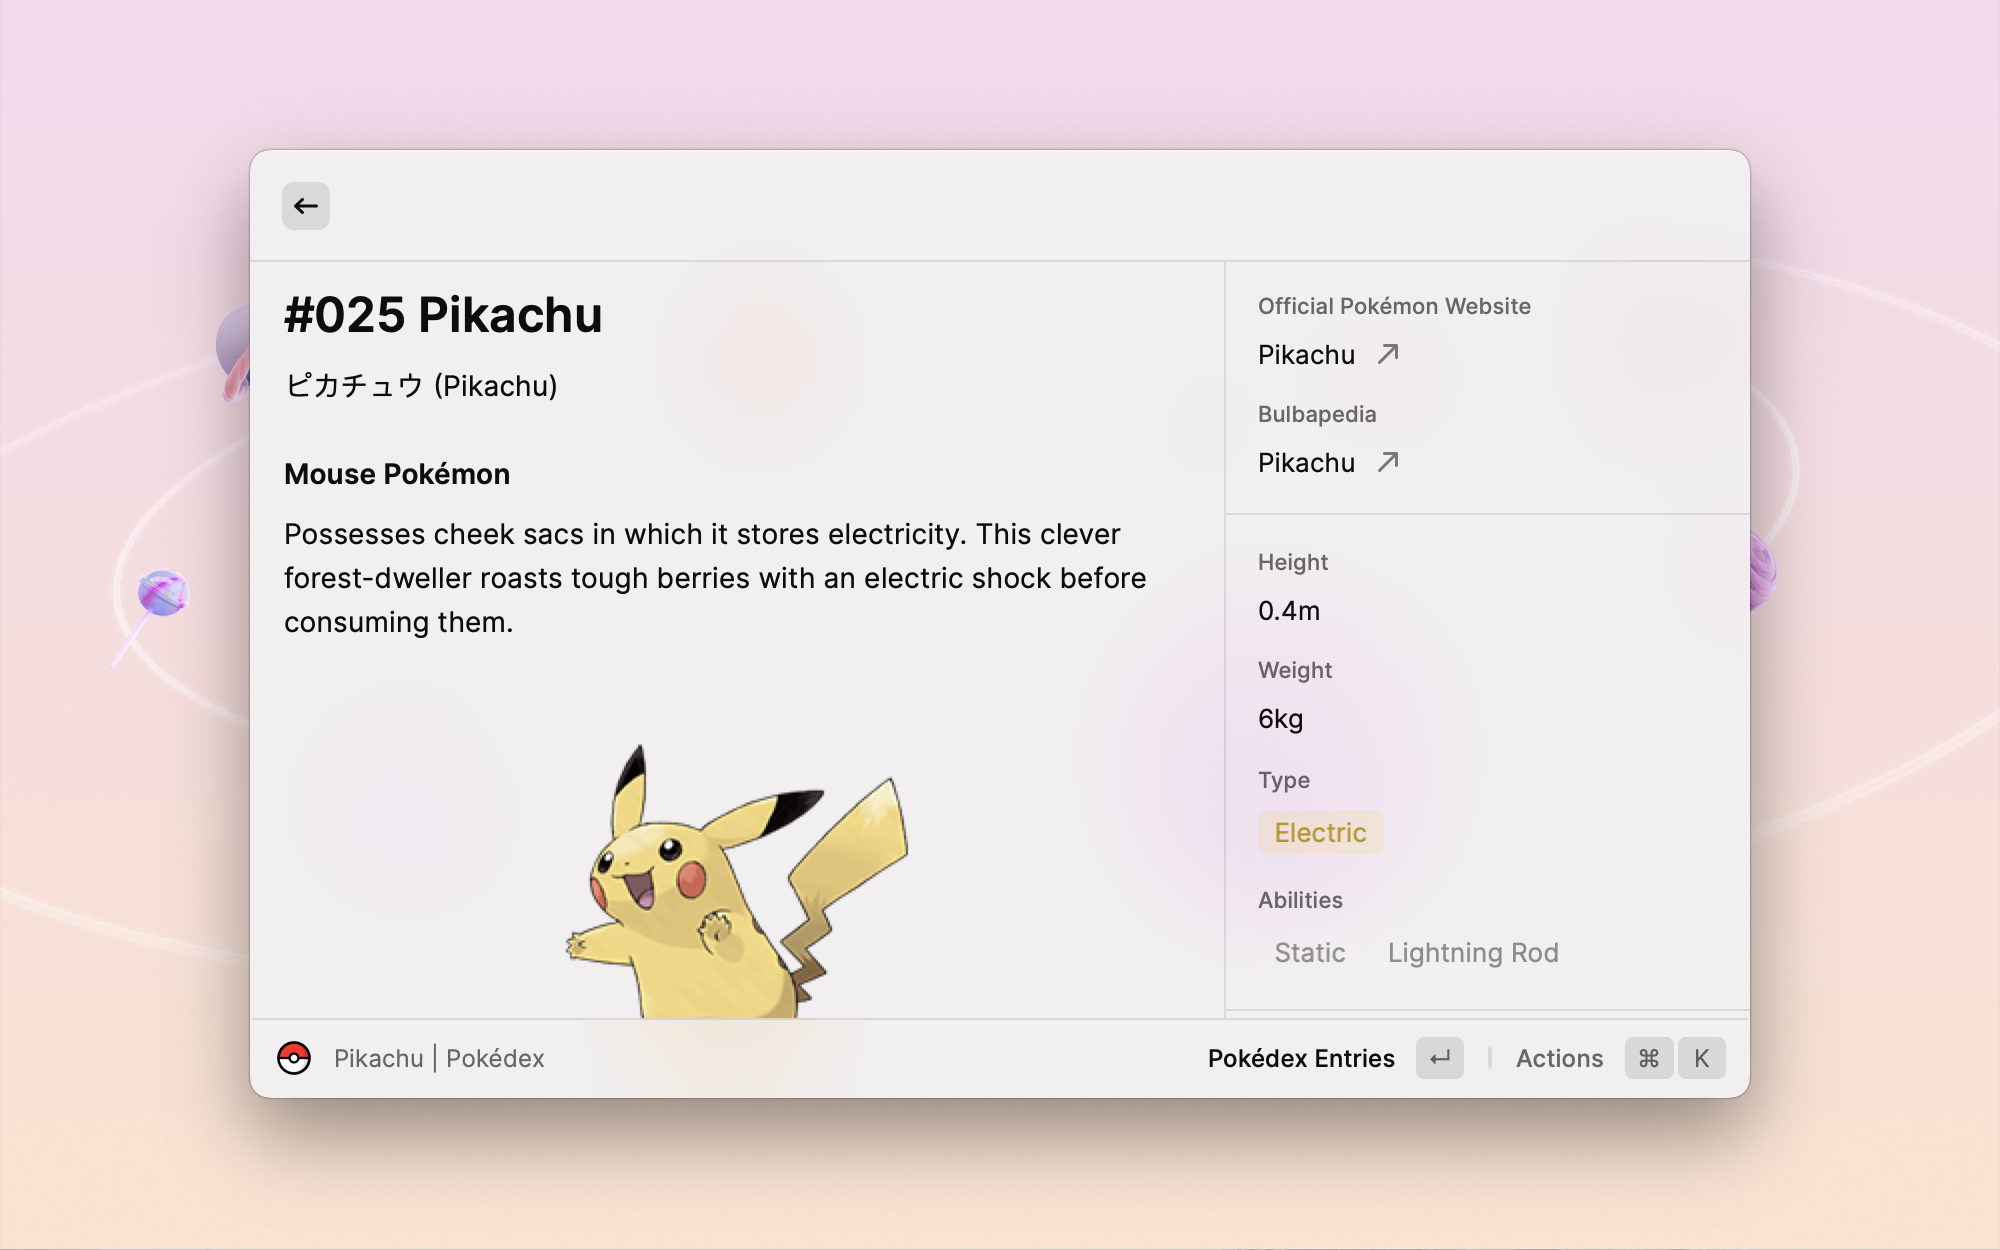 #025 Pikachu
ピカチュウ (Pikachu)
Mouse Pokémon
Possesses cheek sacs in which it stores electricity. This clever
forest-dweller roasts tough berries with an electric shock before
consuming them.
Official Pokémon Website
Pikachu
Bulbapedia
Pikachu
Height
0.4m
Weight
6kg
Type
Electric
Abilities
Static Lightning Rod
Pikachu | Pokédex
Pokédex Entries ↵ | Actions ⌘ K